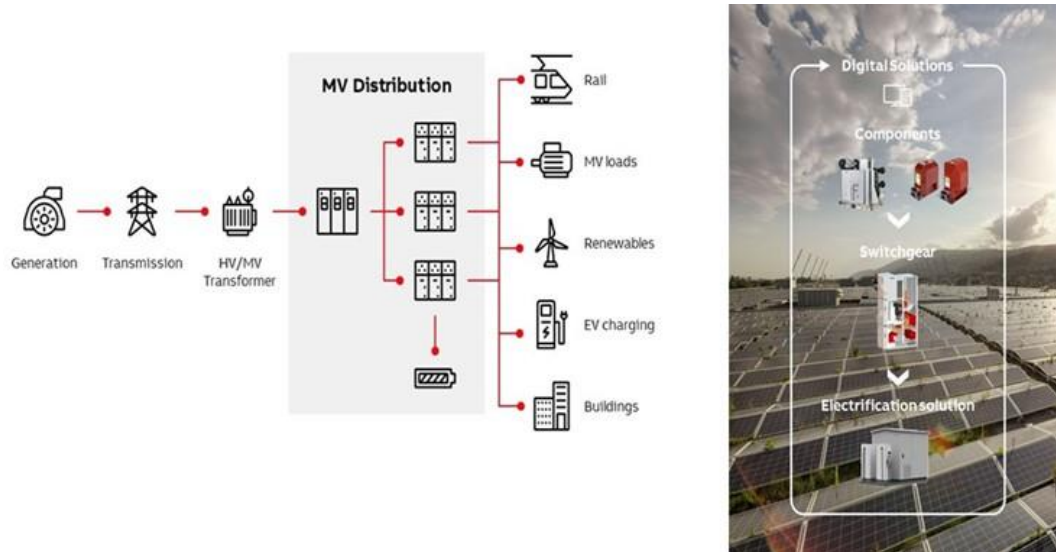 MV Distribution
Rail
MV loads
Renewables
EV charging
Buildings
Generation
Transmission
HV/MV
Transformer
Digital Solutions
Components
Switchgear
Electrification solution